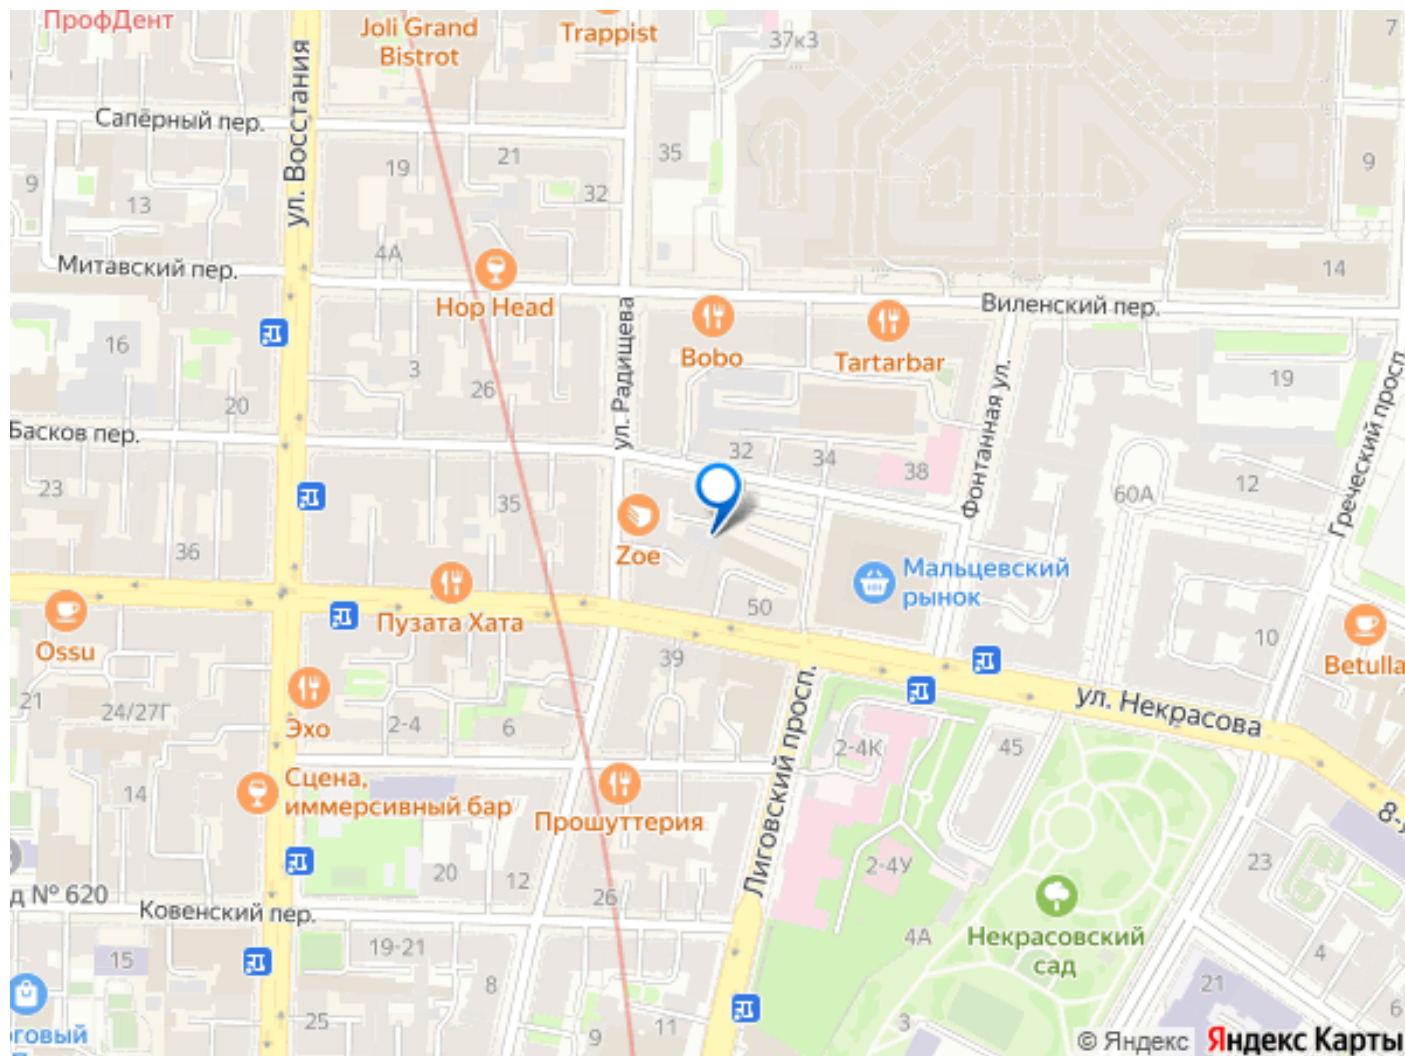 ПрофДент
Joli Grand
Bistrot
Trappist
37к3
7
Сапёрный пер.
ул. Восстания
19
21
35
9
9
13
32
Митавский пер.
4А
Hop Head
14
Виленский пер.
Bobo
Tartarbar
16
3
26
ул. Радищева
Фонтанная ул.
19
Греческий просп.
20
Басков пер.
32
34
38
12
60А
23
35
36
Zoe
Мальцевский
рынок
Пузата Хата
50
Ossu
39
10
Betulla
21
24/27Г
Эхо
2-4
6
ул. Некрасова
2-4К
45
Лиговский просп.
14
Сцена,
иммерсивный бар
Прошуттерия
8-
20
12
26
2-4У
23
д № 620
Ковенский пер.
19-21
4А
Некрасовский
сад
15
8
4
21
25
9
11
3
6
говый
© Яндекс
Яндекс Карты